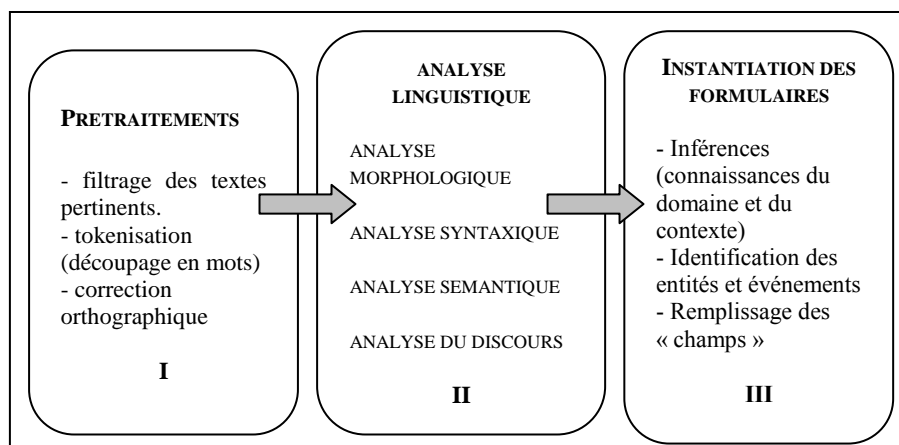 PRETRAITEMENTS
- filtrage des textes
pertinents.
- tokenisation
(découpage en mots)
- correction
orthographique
I
ANALYSE
LINGUISTIQUE
ANALYSE
MORPHOLOGIQUE
ANALYSE SYNTAXIQUE
ANALYSE SEMANTIQUE
ANALYSE DU DISCOURS
II
INSTANTIATION DES
FORMULAIRES
- Inférences
(connaissances du
domaine et du
contexte)
- Identification des
entités et événements
- Remplissage des
« champs »
III